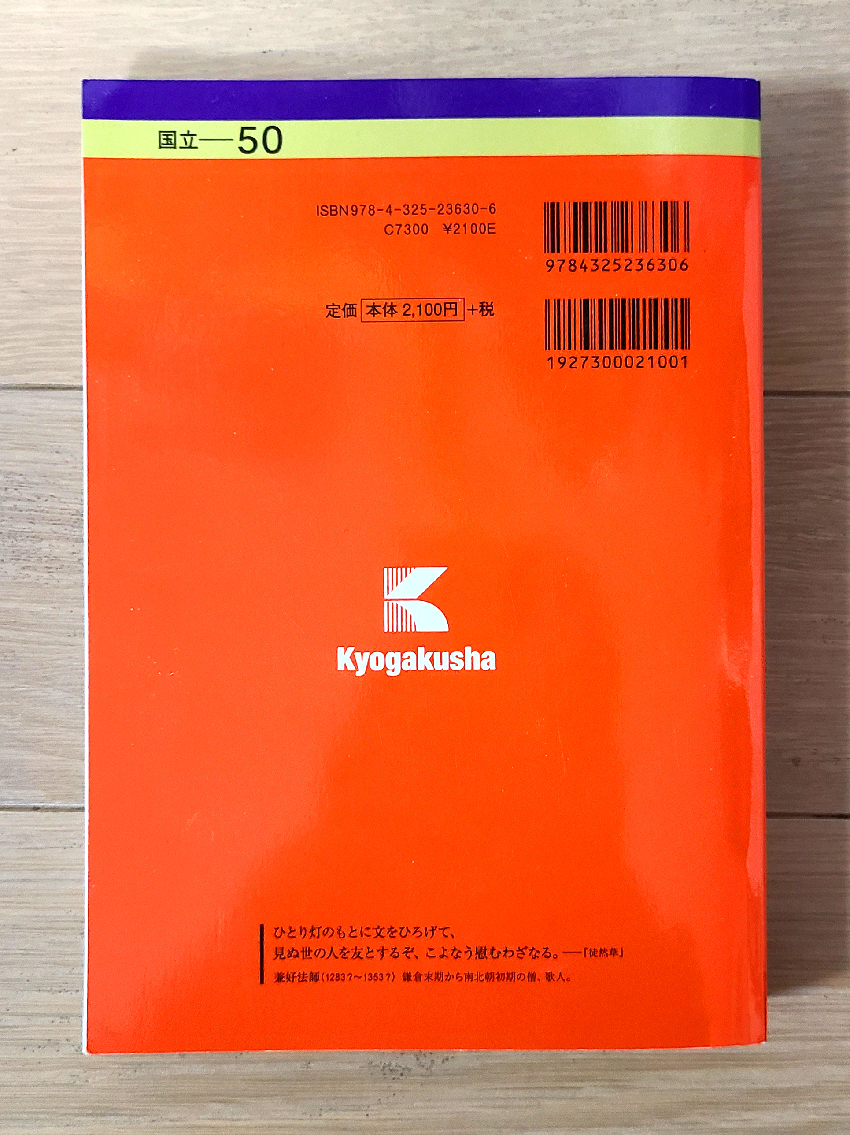 国立―50
ISBN978-4-325-23630-6
C7300 ¥2100E
9784325236306
定価 本体 2,100円 +税
1927300021001
Kyogakusha
ひとり灯のもとに文をひろげて、
見ぬ世の人を友とするぞ、こよなう慰むわざなる。―『徒然草』
兼好法師(1283?~1353?) 鎌倉末期から南北朝初期の僧、歌人。